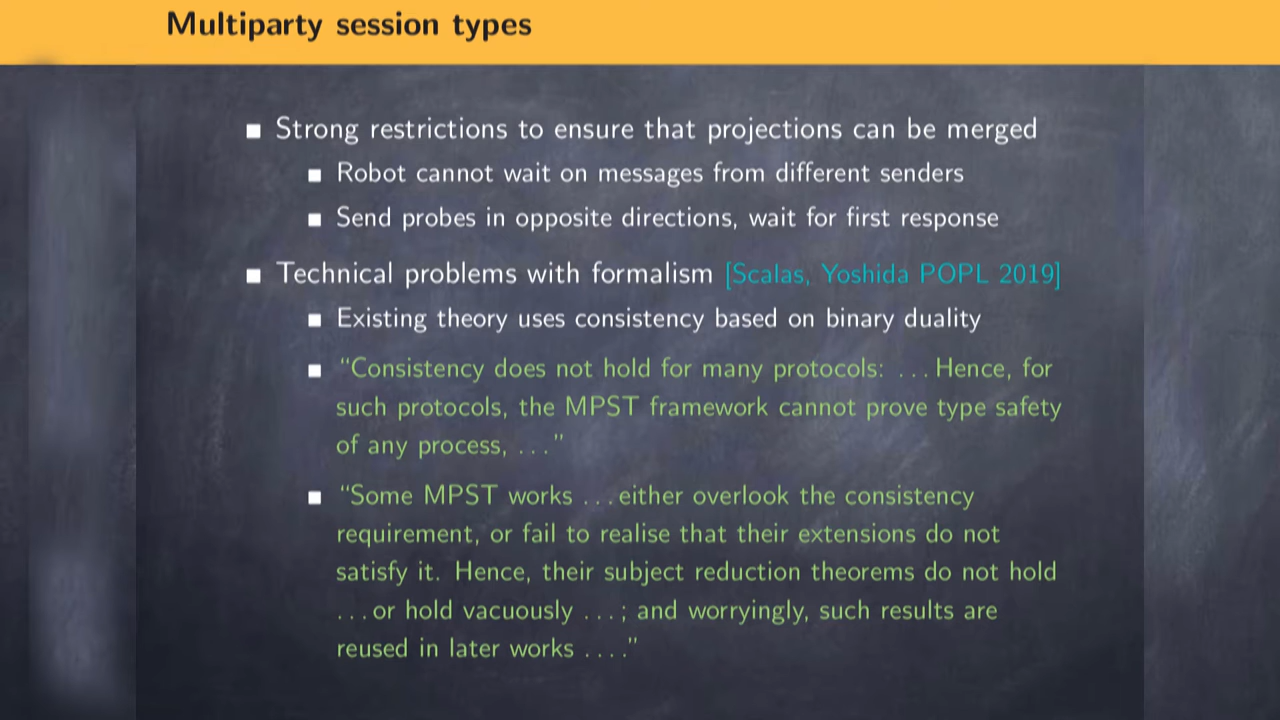 Multiparty session types
Strong restrictions to ensure that projections can be merged
Robot cannot wait on messages from different senders
Send probes in opposite directions, wait for first response
Technical problems with formalism [Scalas, Yoshida POPL 2019]
Existing theory uses consistency based on binary duality
“Consistency does not hold for many protocols: ... Hence, for
such protocols, the MPST framework cannot prove type safety
of any process, ...”
“Some MPST works ... either overlook the consistency
requirement, or fail to realise that their extensions do not
satisfy it. Hence, their subject reduction theorems do not hold
... or hold vacuously ...; and worryingly, such results are
reused in later works ....”